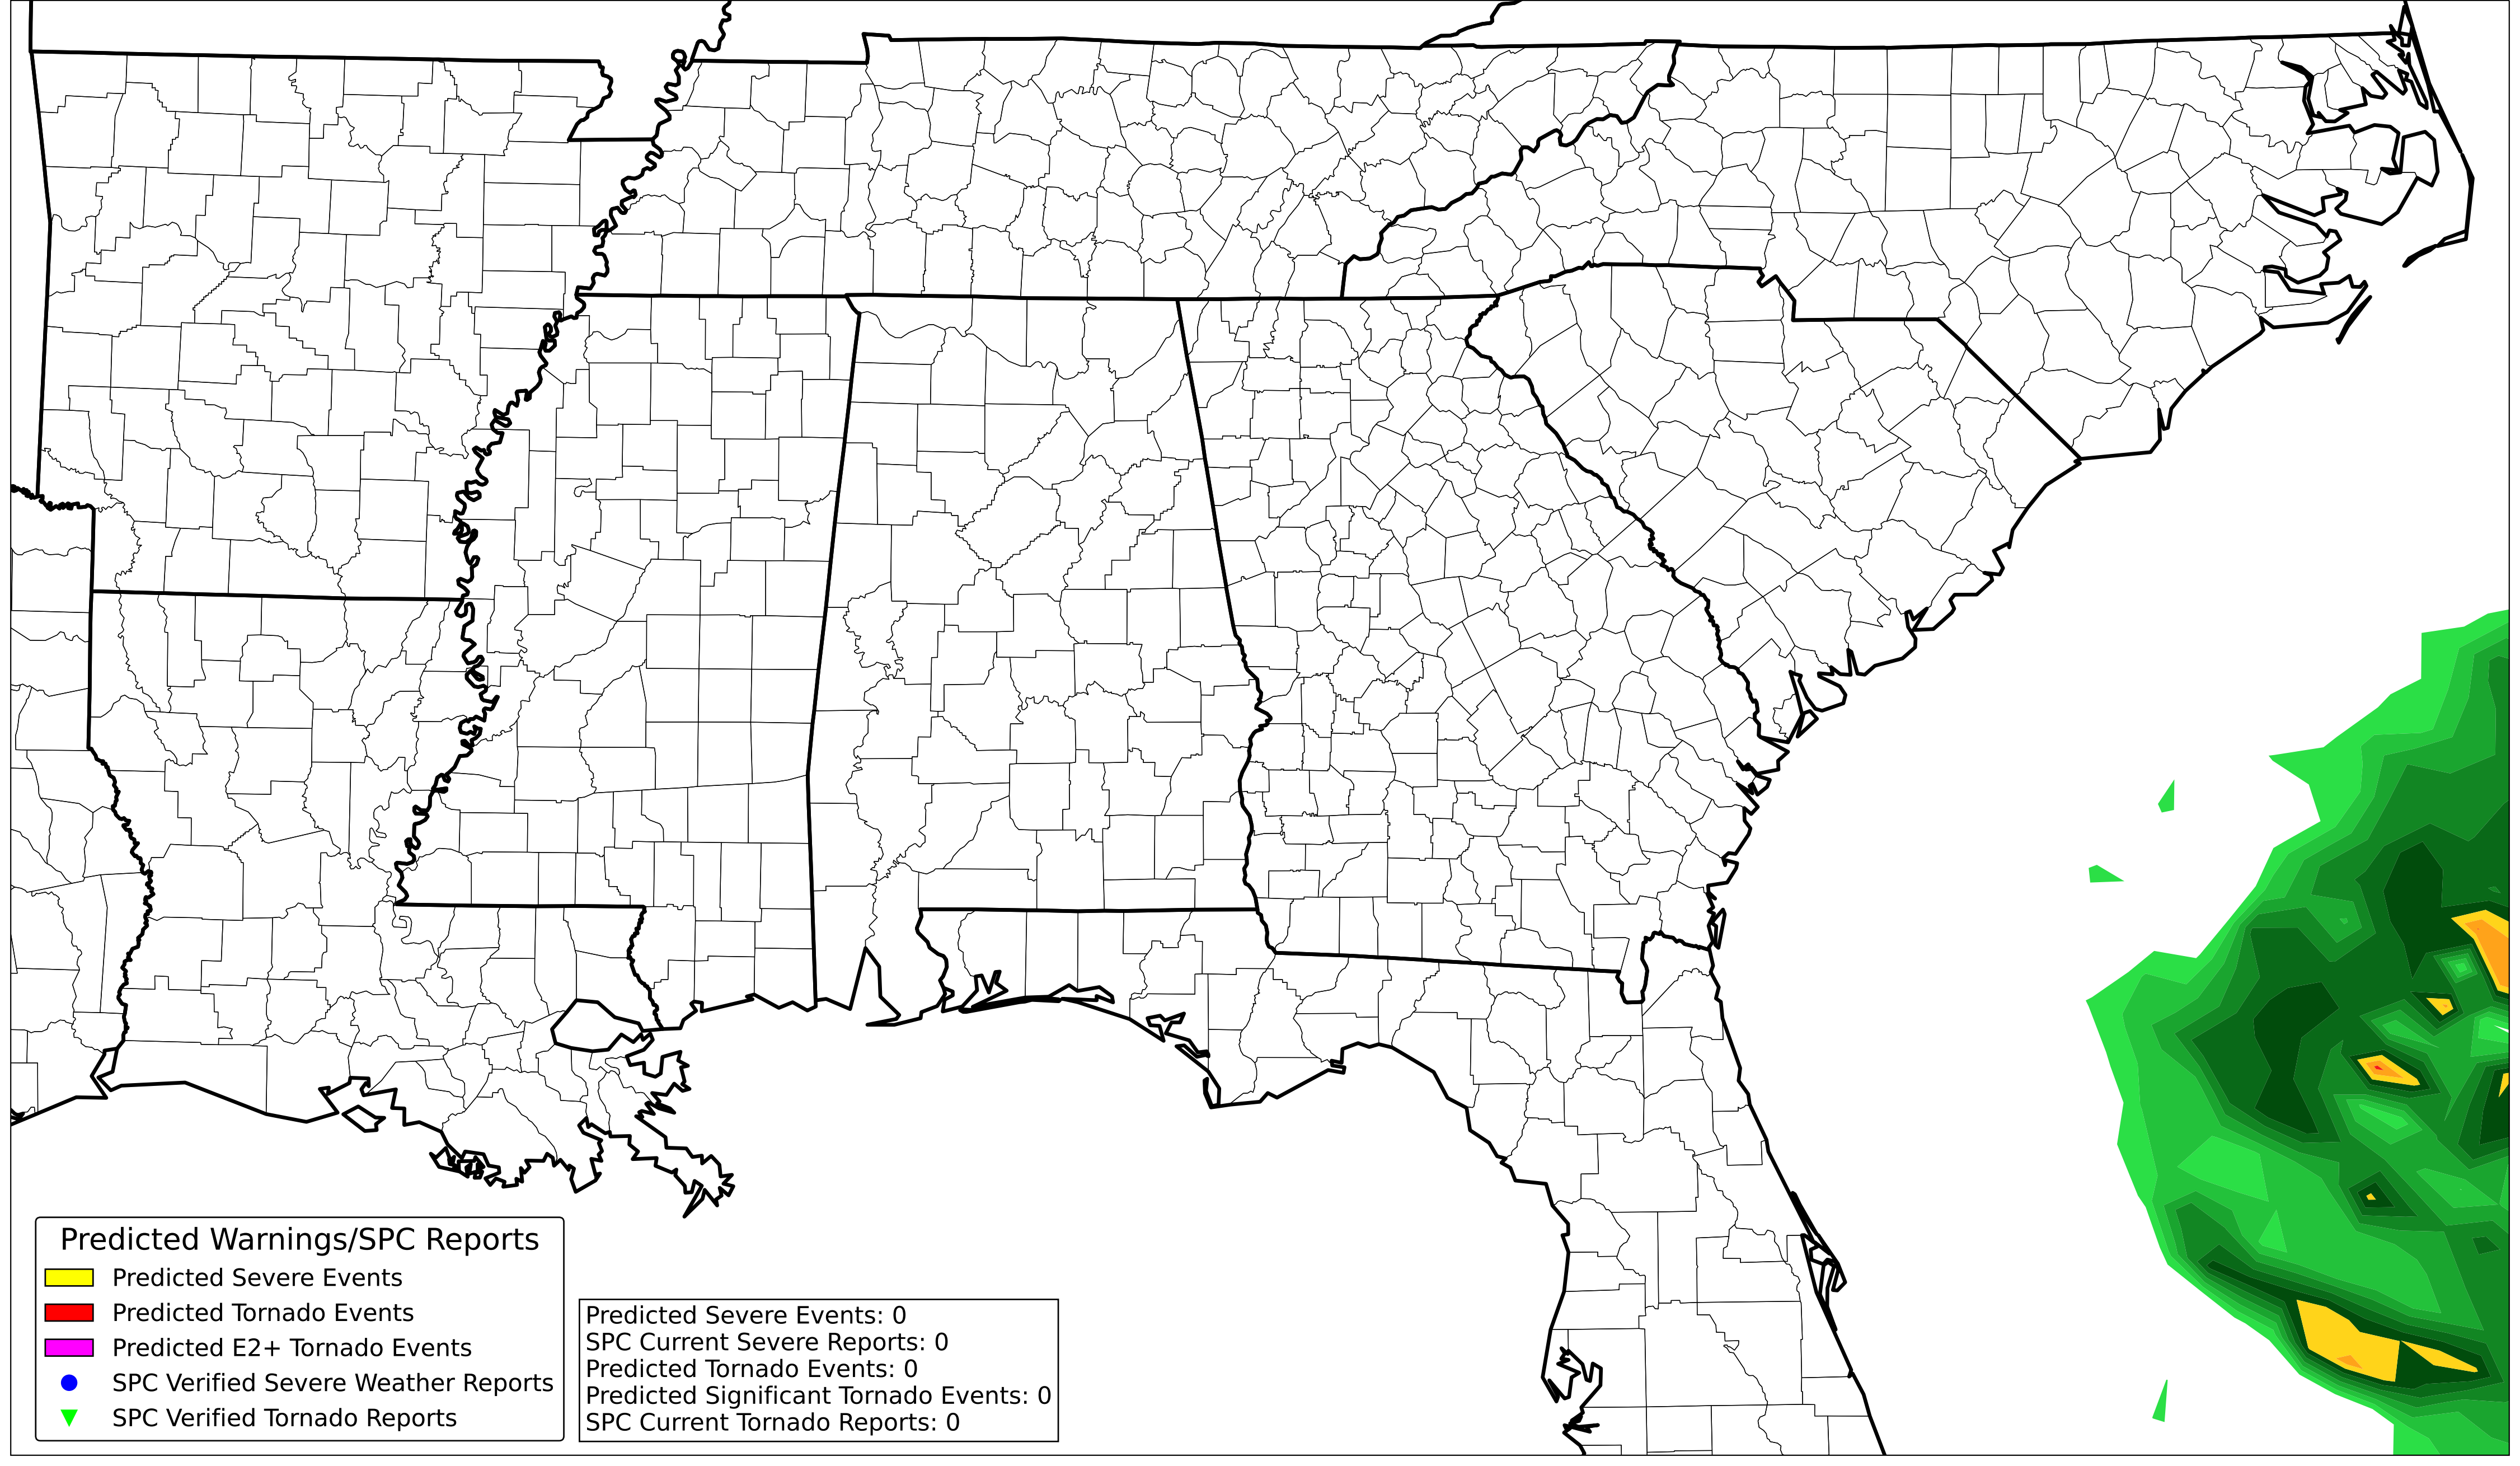 Predicted Warnings/SPC Reports
Predicted Severe Events
Predicted Tornado Events
Predicted E2+ Tornado Events
SPC Verified Severe Weather Reports
SPC Verified Tornado Reports
Predicted Severe Events: 0
SPC Current Severe Reports: 0
Predicted Tornado Events: 0
Predicted Significant Tornado Events: 0
SPC Current Tornado Reports: 0